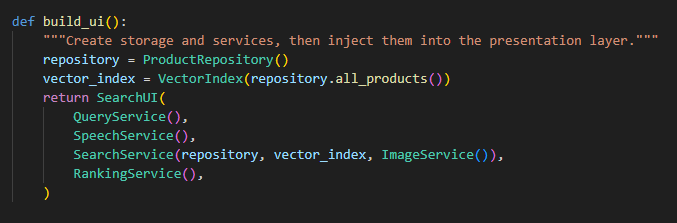 def build_ui():
    """Create storage and services, then inject them into the presentation layer."""
    repository = ProductRepository()
    vector_index = VectorIndex(repository.all_products())
    return SearchUI(
        QueryService(),
        SpeechService(),
        SearchService(repository, vector_index, ImageService()),
        RankingService(),
    )